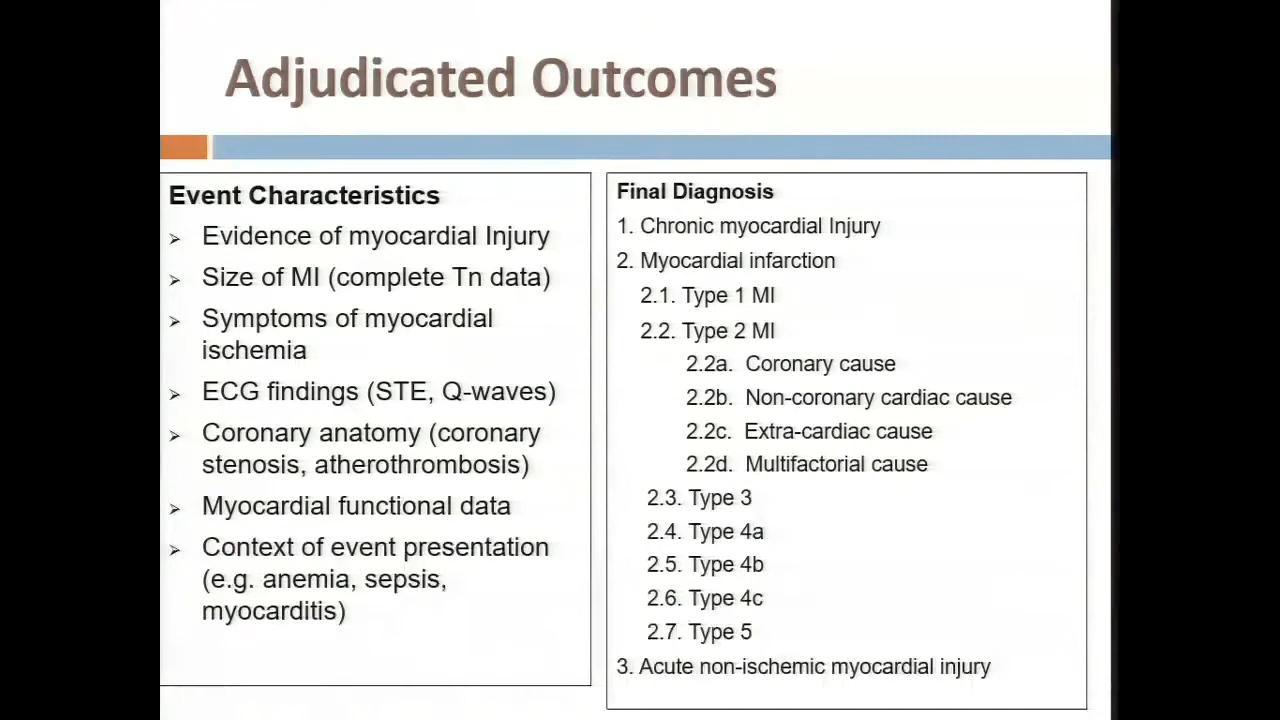 Adjudicated Outcomes
Event Characteristics
➢ Evidence of myocardial Injury
➢ Size of MI (complete Tn data)
➢ Symptoms of myocardial
ischemia
➢ ECG findings (STE, Q-waves)
➢ Coronary anatomy (coronary
stenosis, atherothrombosis)
➢ Myocardial functional data
➢ Context of event presentation
(e.g. anemia, sepsis,
myocarditis)
Final Diagnosis
1. Chronic myocardial Injury
2. Myocardial infarction
2.1. Type 1 MI
2.2. Type 2 MI
2.2a. Coronary cause
2.2b. Non-coronary cardiac cause
2.2c. Extra-cardiac cause
2.2d. Multifactorial cause
2.3. Type 3
2.4. Type 4a
2.5. Type 4b
2.6. Type 4c
2.7. Type 5
3. Acute non-ischemic myocardial injury